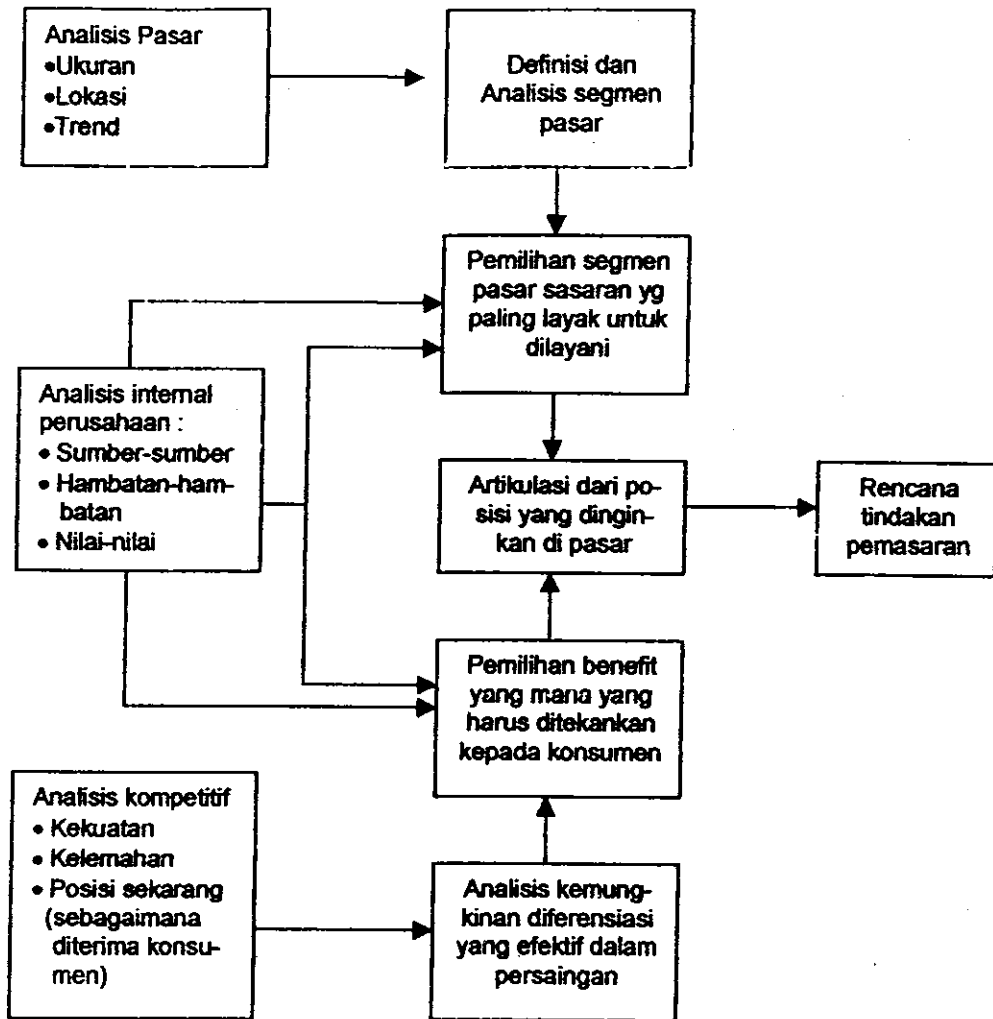 Analisis Pasar
•Ukuran
•Lokasi
•Trend
Definisi dan
Analisis segmen
pasar
Pemilihan segmen
pasar sasaran yg
paling layak untuk
dilayani
Analisis internal
perusahaan :
• Sumber-sumber
• Hambatan-ham-
batan
• Nilai-nilai
Artikulasi dari po-
sisi yang dingin-
kan di pasar
Rencana
tindakan
pemasaran
Pemilihan benefit
yang mana yang
harus ditekankan
kepada konsumen
Analisis kompetitif
• Kekuatan
• Kelemahan
• Posisi sekarang
(sebagaimana
diterima konsu-
men)
Analisis kemung-
kinan diferensiasi
yang efektif dalam
persaingan